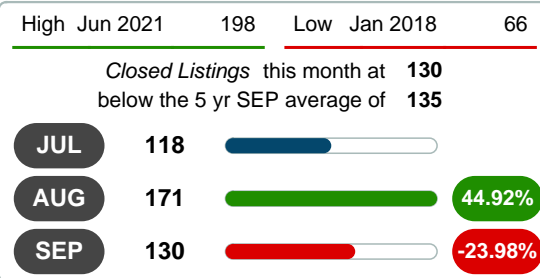 High Jun 2021 198 Low Jan 2018 66
Closed Listings this month at 130
below the 5 yr SEP average of 135
JUL 118
AUG 171 44.92%
SEP 130 -23.98%